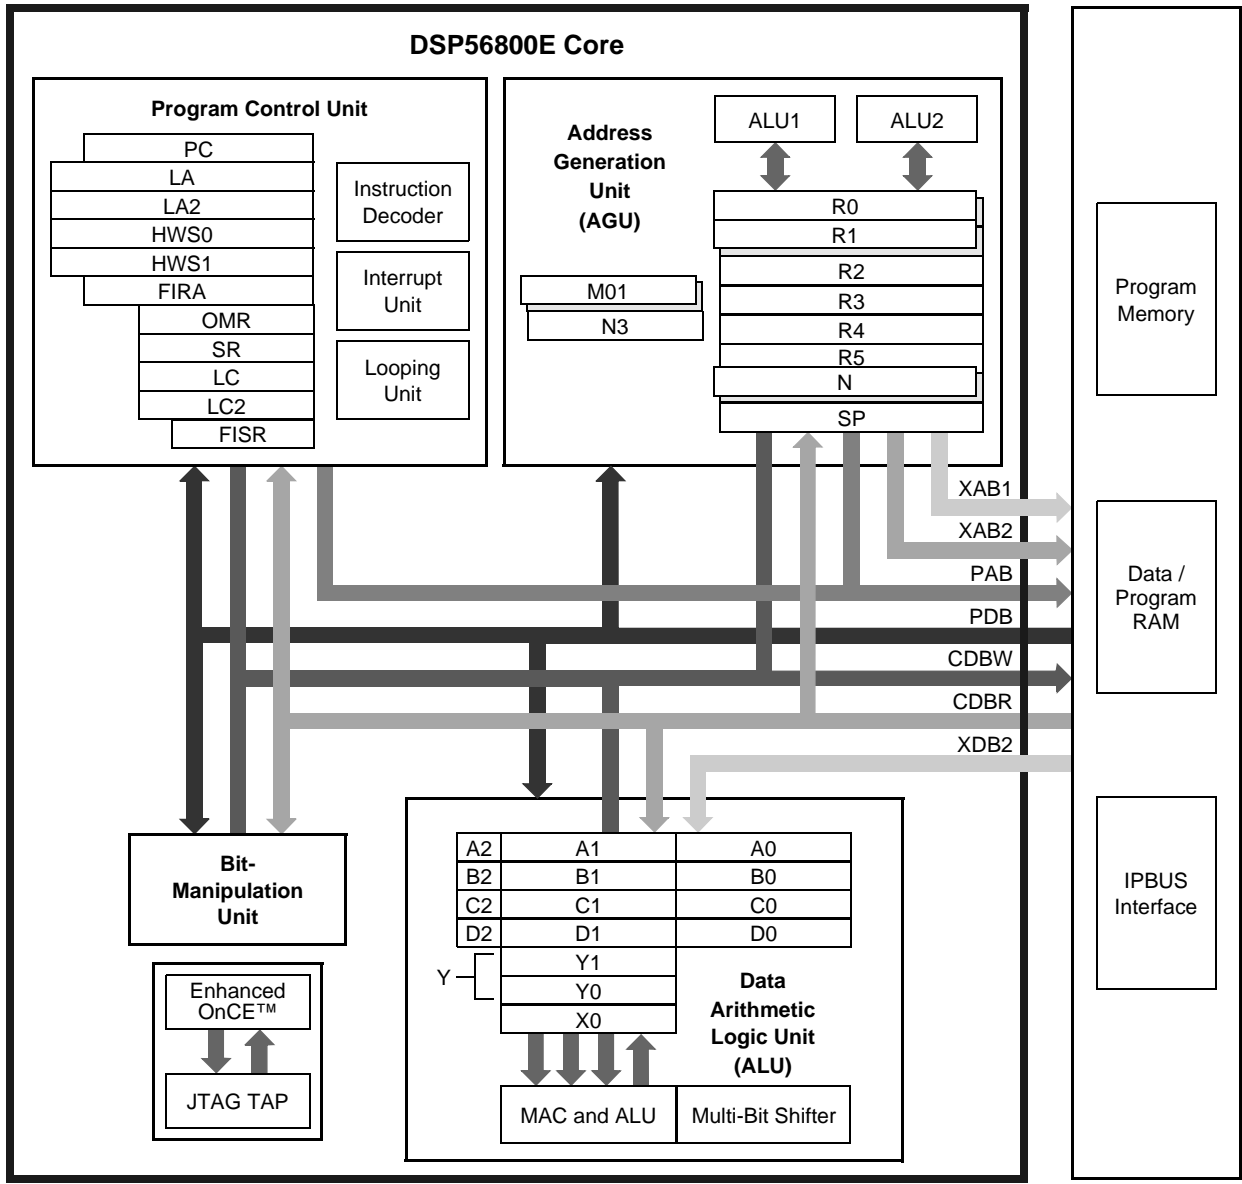 DSP56800E Core
Program Control Unit
PC
LA
LA2
HWS0
HWS1
FIRA
OMR
SR
LC
LC2
FISR
Instruction
Decoder
Interrupt
Unit
Looping
Unit
Address
Generation
Unit
(AGU)
ALU1
ALU2
R0
R1
R2
R3
R4
R5
N
SP
M01
N3
XAB1
XAB2
PAB
PDB
CDBW
CDBR
XDB2
Program
Memory
Data /
Program
RAM
IPBUS
Interface
Bit-
Manipulation
Unit
Enhanced
OnCE™
JTAG TAP
A2 A1 A0
B2 B1 B0
C2 C1 C0
D2 D1 D0
Y
Y1
Y0
X0
Data
Arithmetic
Logic Unit
(ALU)
MAC and ALU
Multi-Bit Shifter